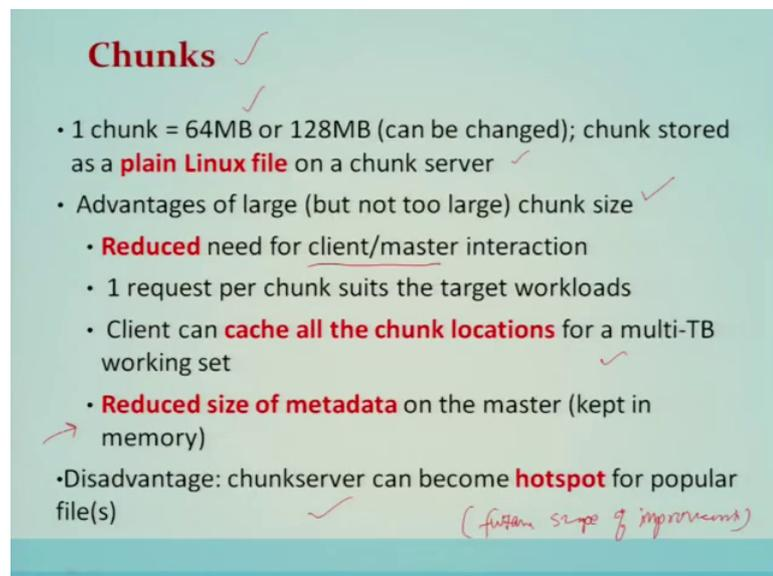 Chunks
• 1 chunk = 64MB or 128MB (can be changed); chunk stored
as a plain Linux file on a chunk server
• Advantages of large (but not too large) chunk size
• Reduced need for client/master interaction
• 1 request per chunk suits the target workloads
• Client can cache all the chunk locations for a multi-TB
working set
• Reduced size of metadata on the master (kept in
memory)
•Disadvantage: chunkserver can become hotspot for popular
file(s)
(future scope of improvements)